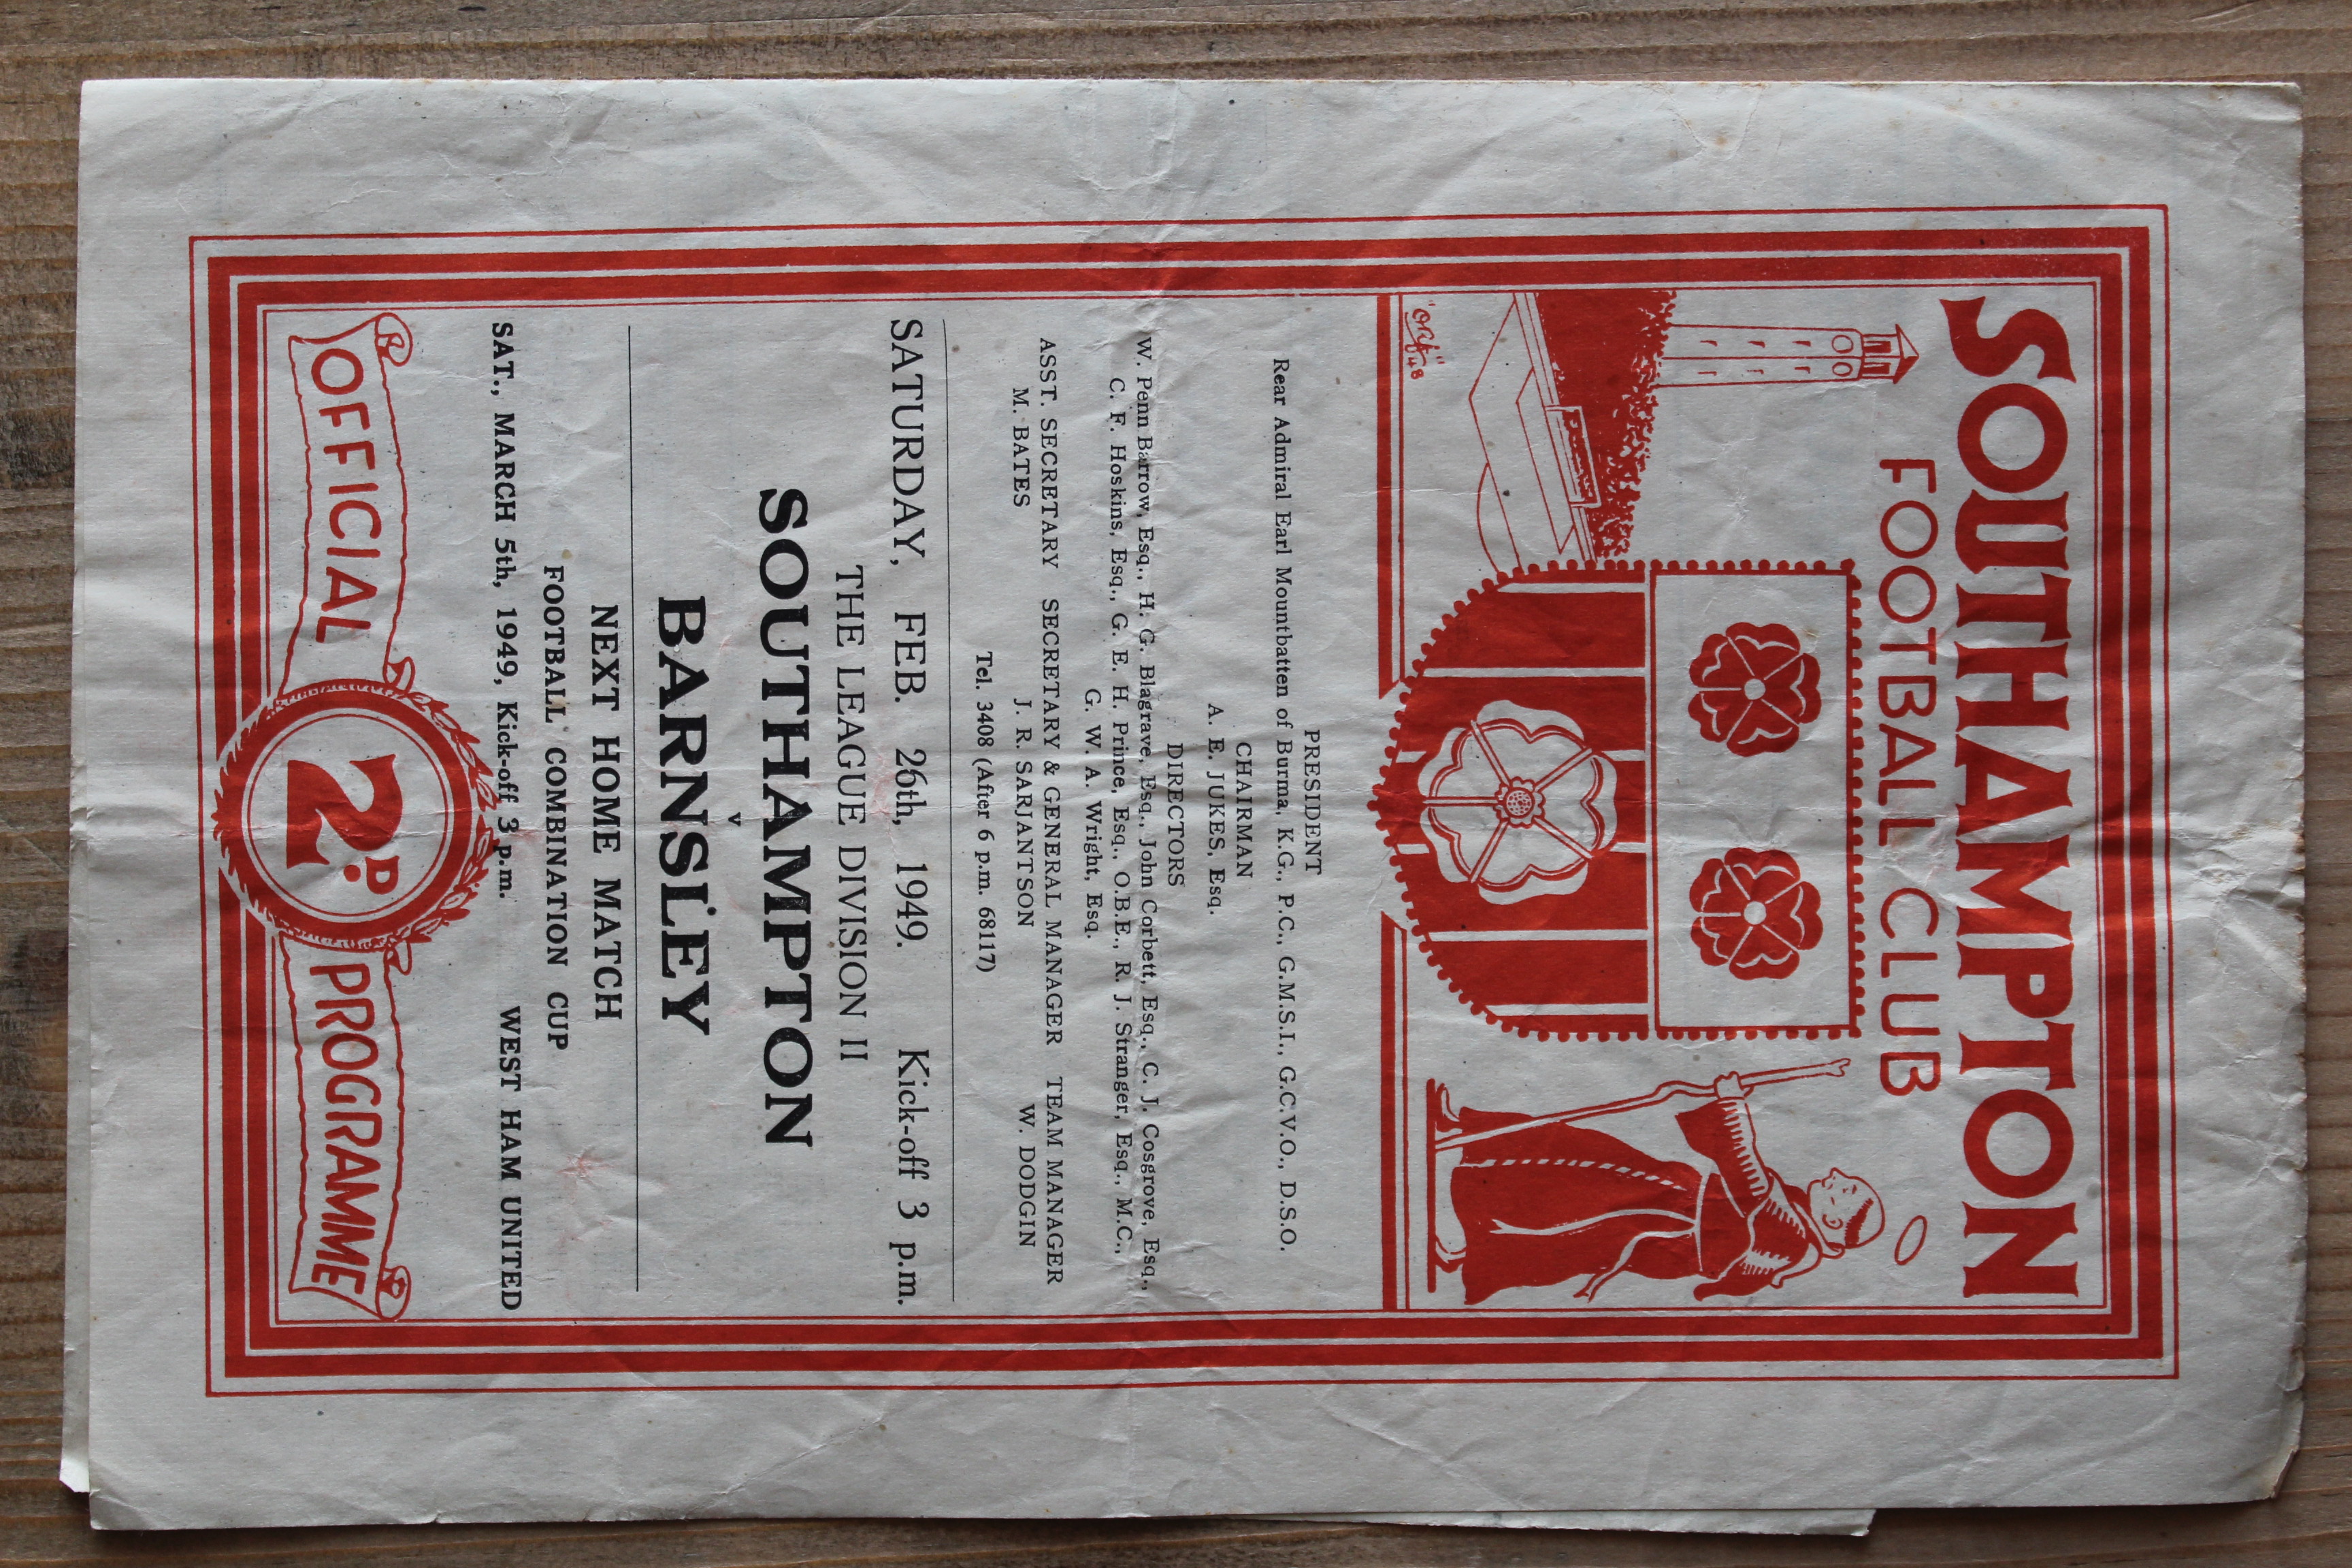 SOUTHAMPTON
FOOTBALL CLUB
"ORF" 48
PRESIDENT
Rear Admiral Earl Mountbatten of Burma, K.G., P.C., G.M.S.I., G.C.V.O., D.S.O.
CHAIRMAN
A. E. JUKES, Esq.
DIRECTORS
W. Penn Barrow, Esq., H. G. Blagrave, Esq., John Corbett, Esq., C. J. Cosgrove, Esq.,
C. F. Hoskins, Esq., G. E. H. Prince, Esq., O.B.E., R. J. Stranger, Esq., M.C.,
G. W. A. Wright, Esq.
ASST. SECRETARY SECRETARY & GENERAL MANAGER TEAM MANAGER
M. BATES J. R. SARJANTSON W. DODGIN
Tel. 3408 (After 6 p.m. 68117)
SATURDAY, FEB. 26th, 1949. Kick-off 3 p.m.
THE LEAGUE DIVISION II
SOUTHAMPTON
v
BARNSLEY
NEXT HOME MATCH
FOOTBALL COMBINATION CUP
SAT., MARCH 5th, 1949, Kick-off 3 p.m. WEST HAM UNITED
OFFICIAL 2D. PROGRAMME